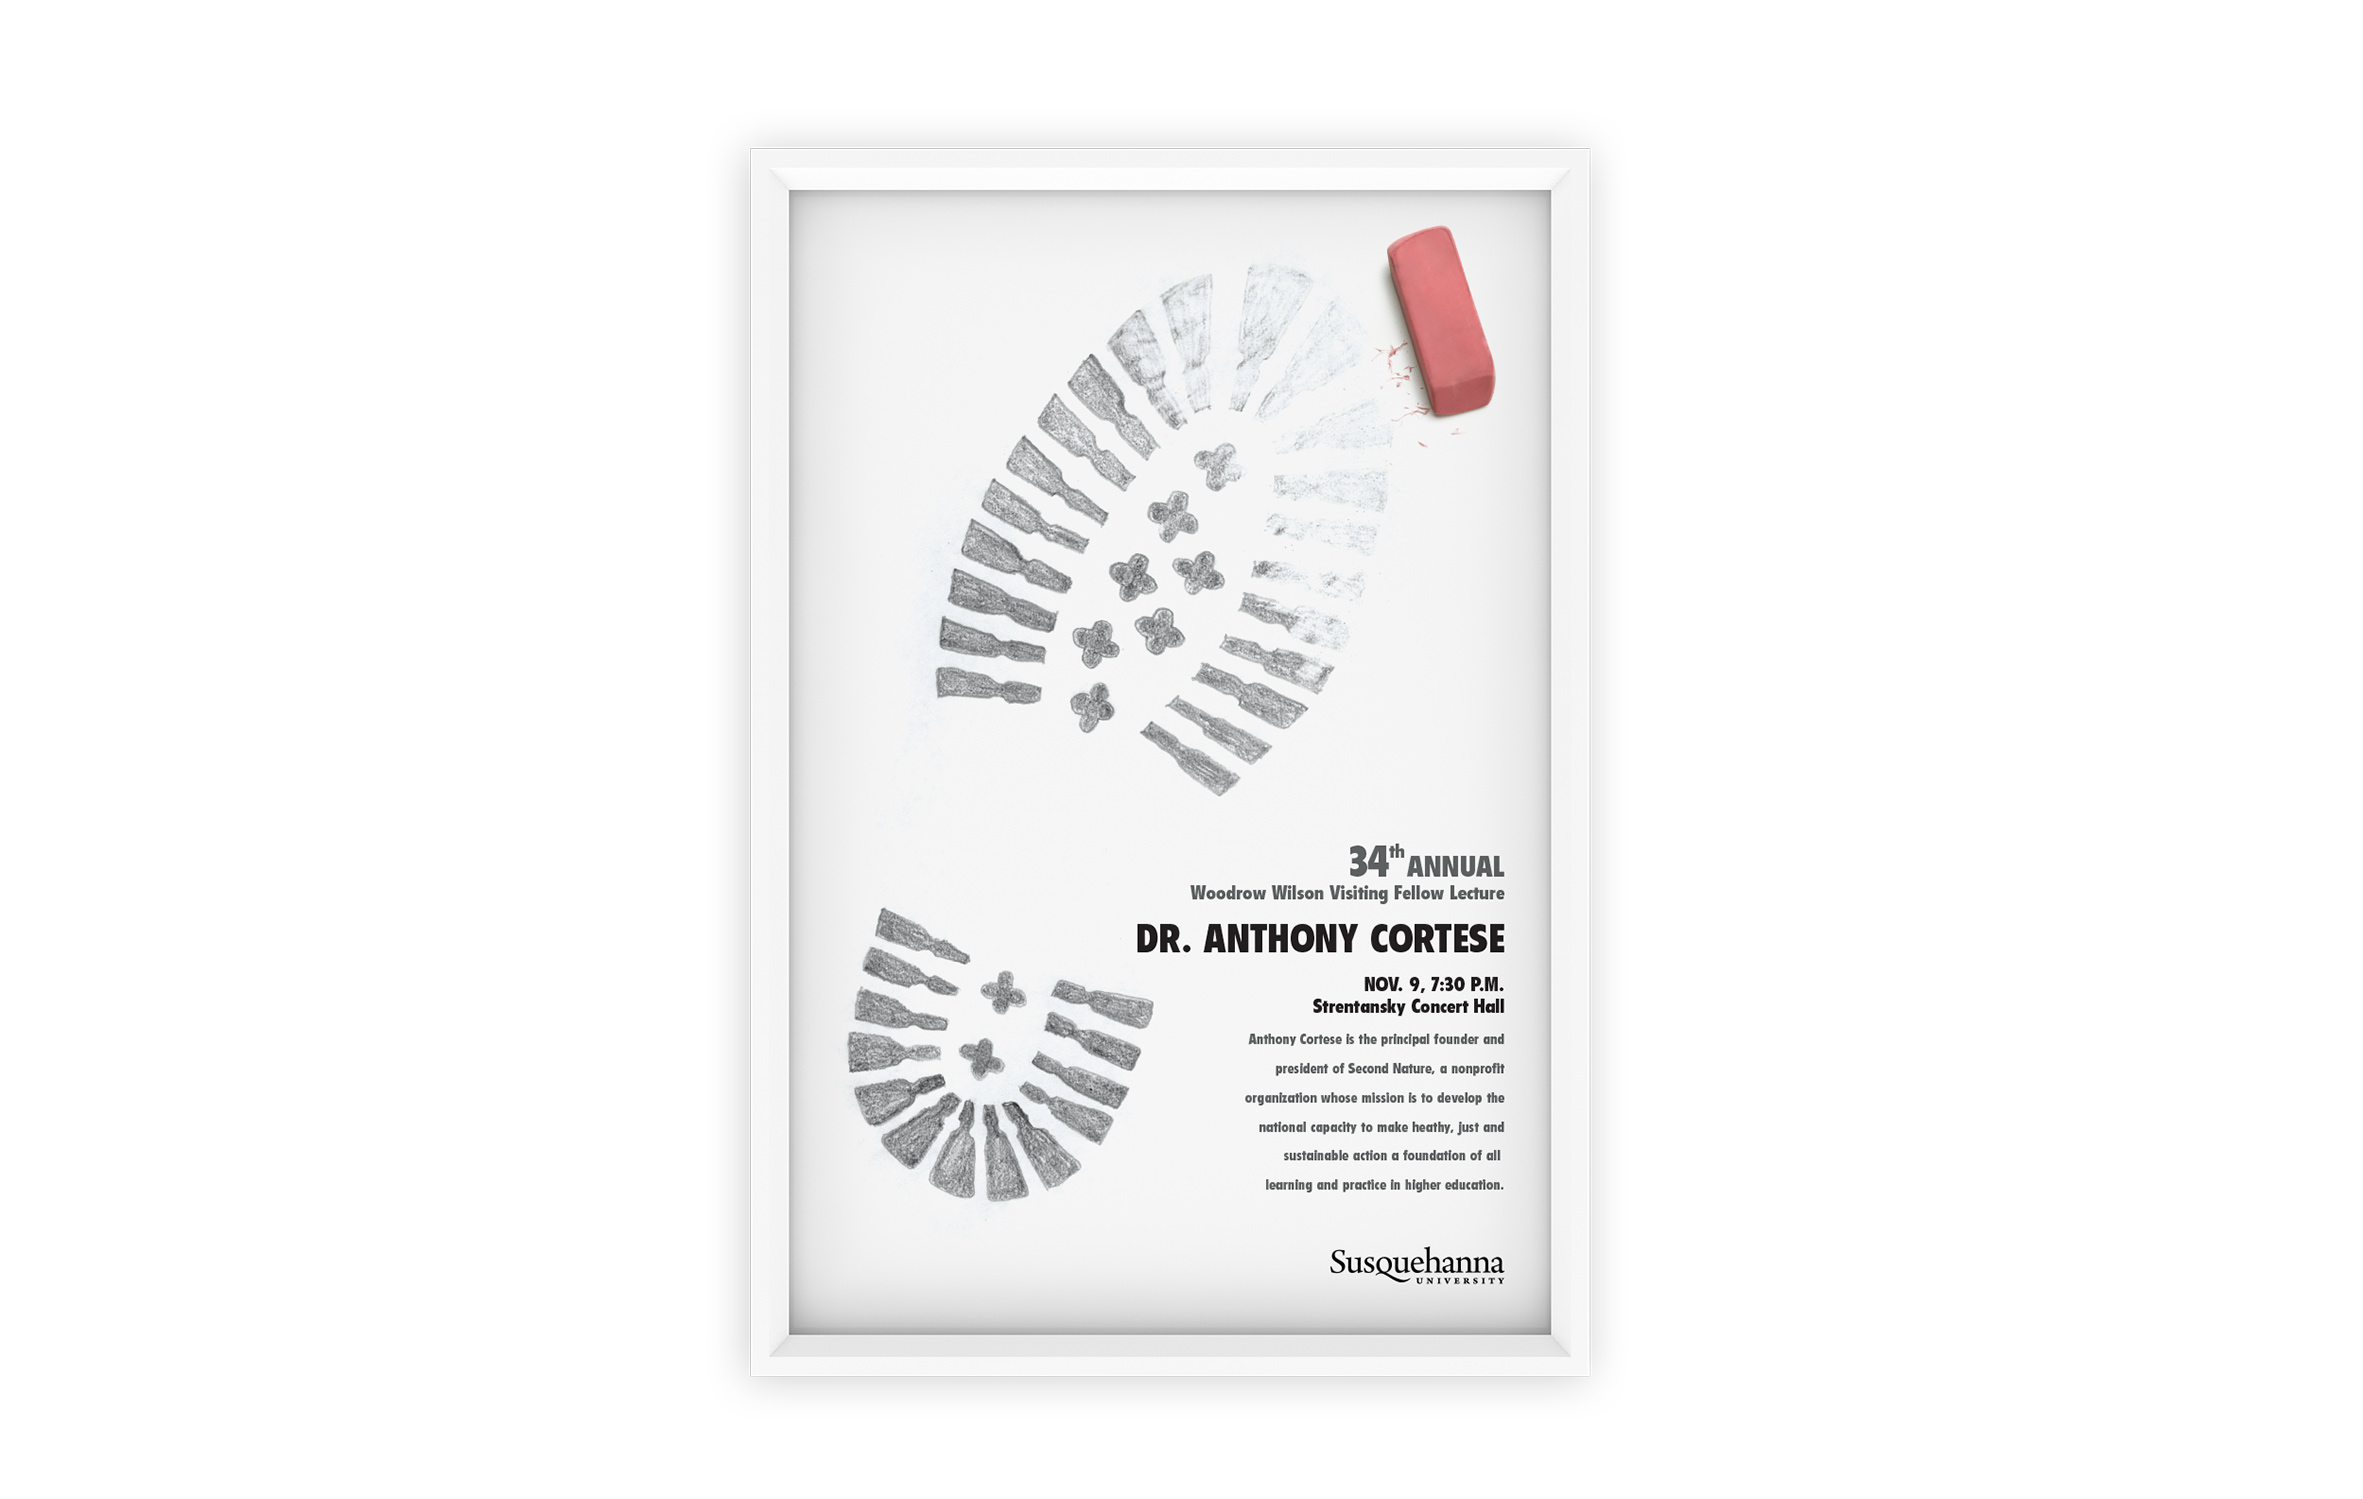 34th ANNUAL
Woodrow Wilson Visiting Fellow Lecture
DR. ANTHONY CORTESE
NOV. 9, 7:30 P.M.
Strentansky Concert Hall
Anthony Cortese is the principal founder and
president of Second Nature, a nonprofit
organization whose mission is to develop the
national capacity to make heathy, just and
sustainable action a foundation of all
learning and practice in higher education.
Susquehanna
UNIVERSITY